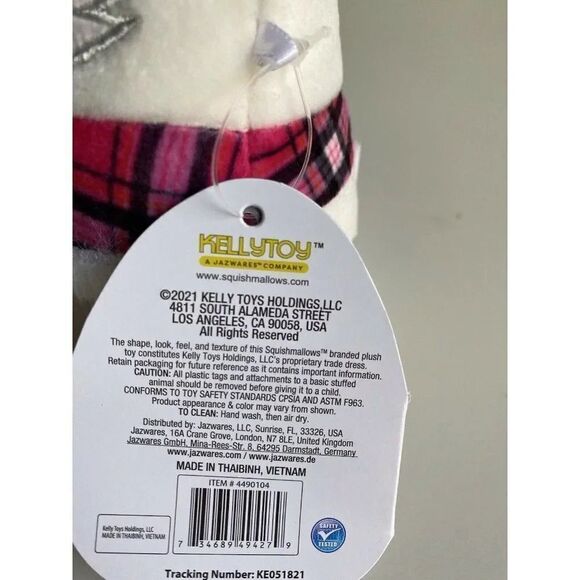 KELLYTOY™
A JAZWARES™ COMPANY
www.squishmallows.com
©2021 KELLY TOYS HOLDINGS,LLC
4811 SOUTH ALAMEDA STREET
LOS ANGELES, CA 90058, USA
All Rights Reserved
The shape, look, feel, and texture of this Squishmallows™ branded plush
toy constitutes Kelly Toys Holdings, LLC's proprietary trade dress.
Retain packaging for future reference as it contains important information.
CAUTION: All plastic tags and attachments to a basic stuffed
animal should be removed before giving it to a child.
CONFORMS TO TOY SAFETY STANDARDS CPSIA AND ASTM F963.
Product appearance & color may vary from shown.
TO CLEAN: Hand wash, then air dry.
Distributed by: Jazwares, LLC, Sunrise, FL, 33326, USA
Jazwares, 16A Crane Grove, London, N7 8LE, United Kingdom
Jazwares GmbH, Mina-Rees-Str. 8, 64295 Darmstadt, Germany
www.jazwares.com / www.jazwares.de
MADE IN THAIBINH, VIETNAM
ITEM # 4490104
Kelly Toys Holdings, LLC
MADE IN THAIBINH, VIETNAM
7 34689 49427 9
SAFETY
TESTED
Tracking Number: KE051821